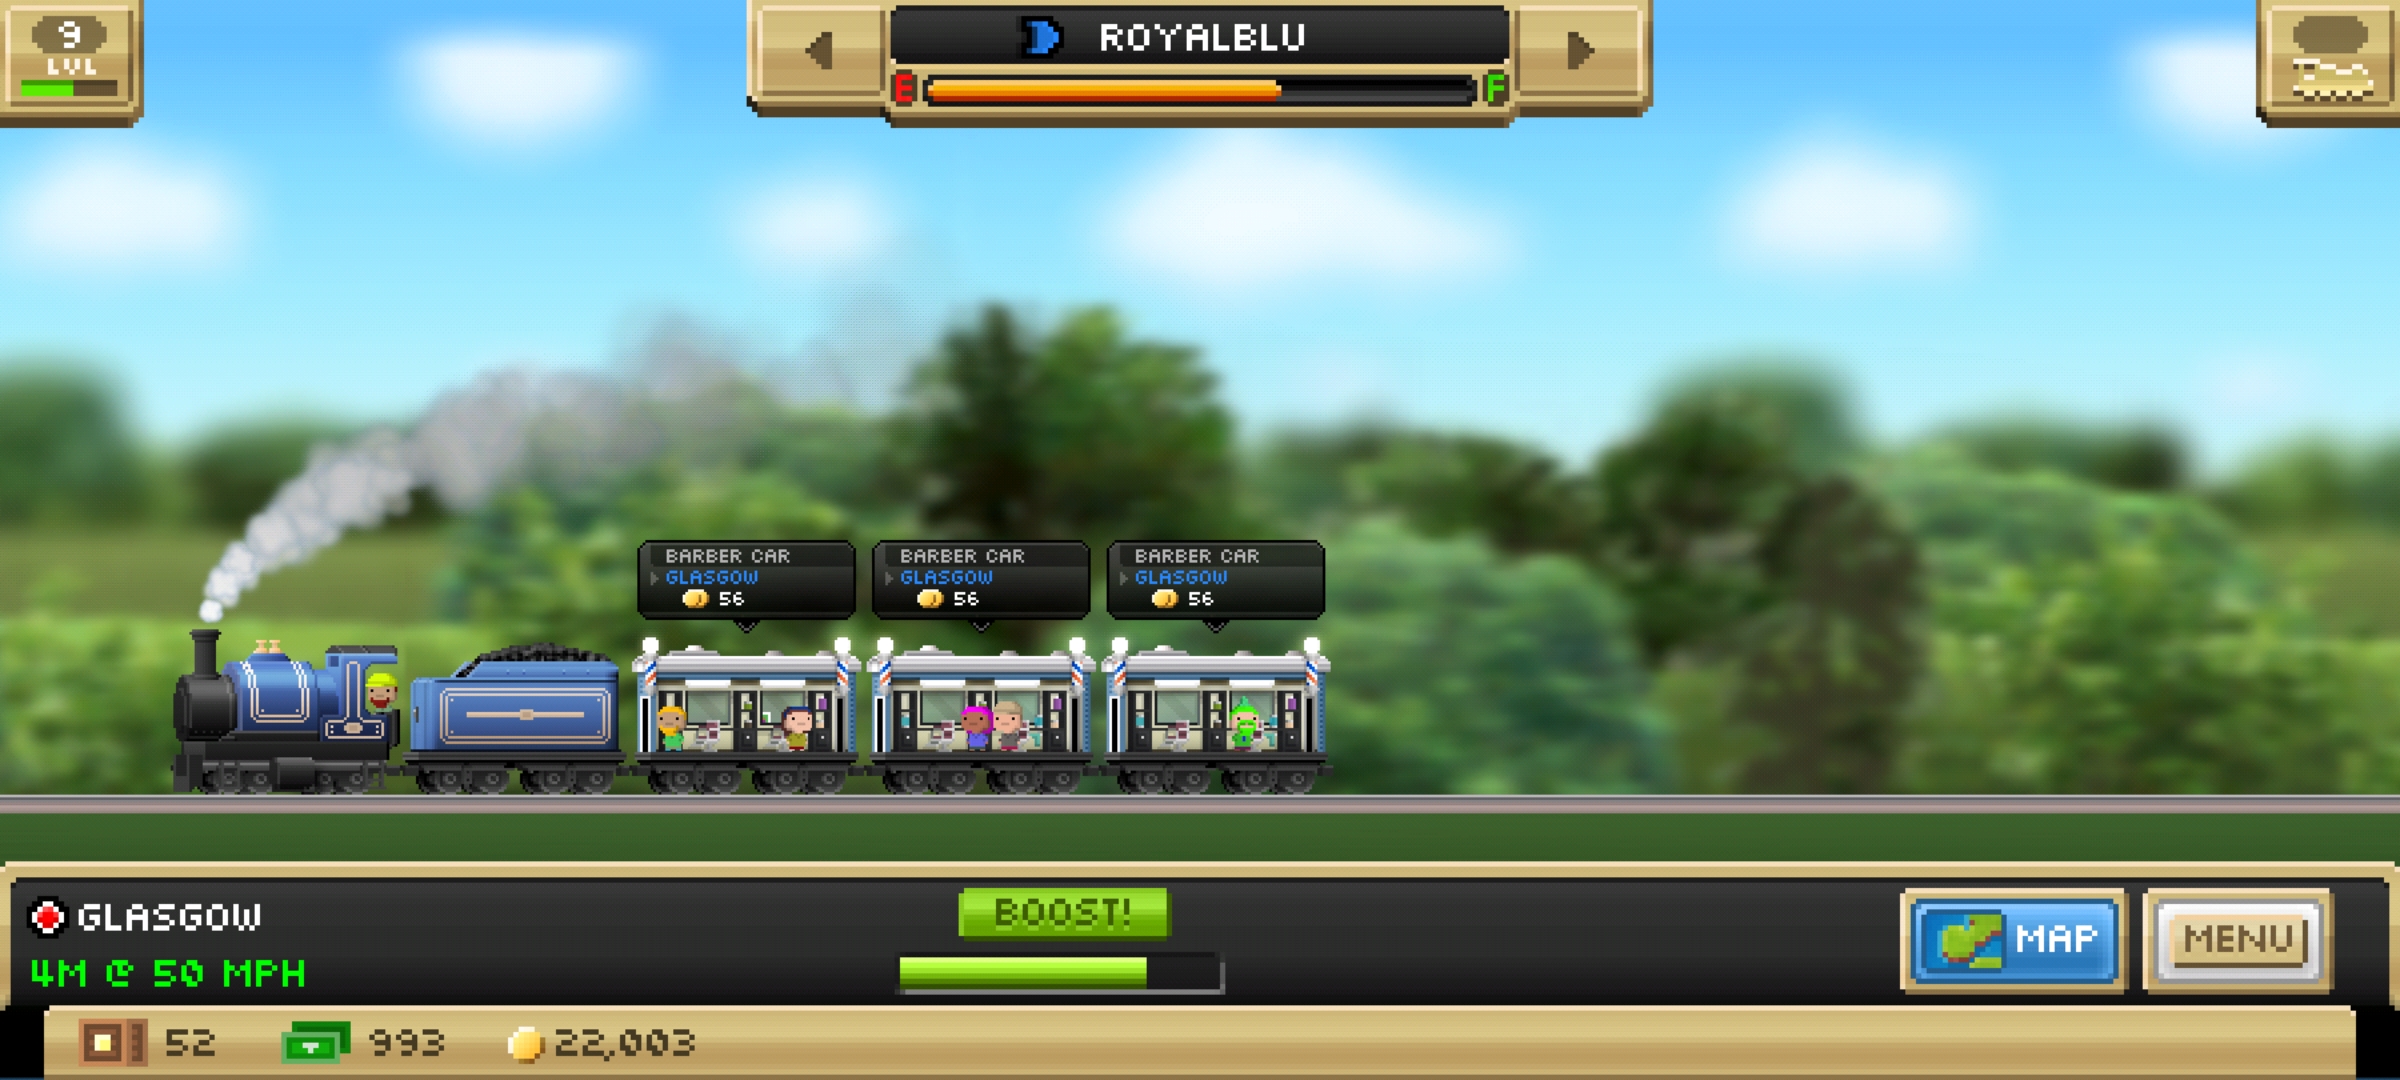 9
LVL
ROYALBLU
E F
BARBER CAR
GLASGOW
56
BARBER CAR
GLASGOW
56
BARBER CAR
GLASGOW
56
GLASGOW
4M @ 50 MPH
BOOST!
MAP
MENU
52
993
22,003